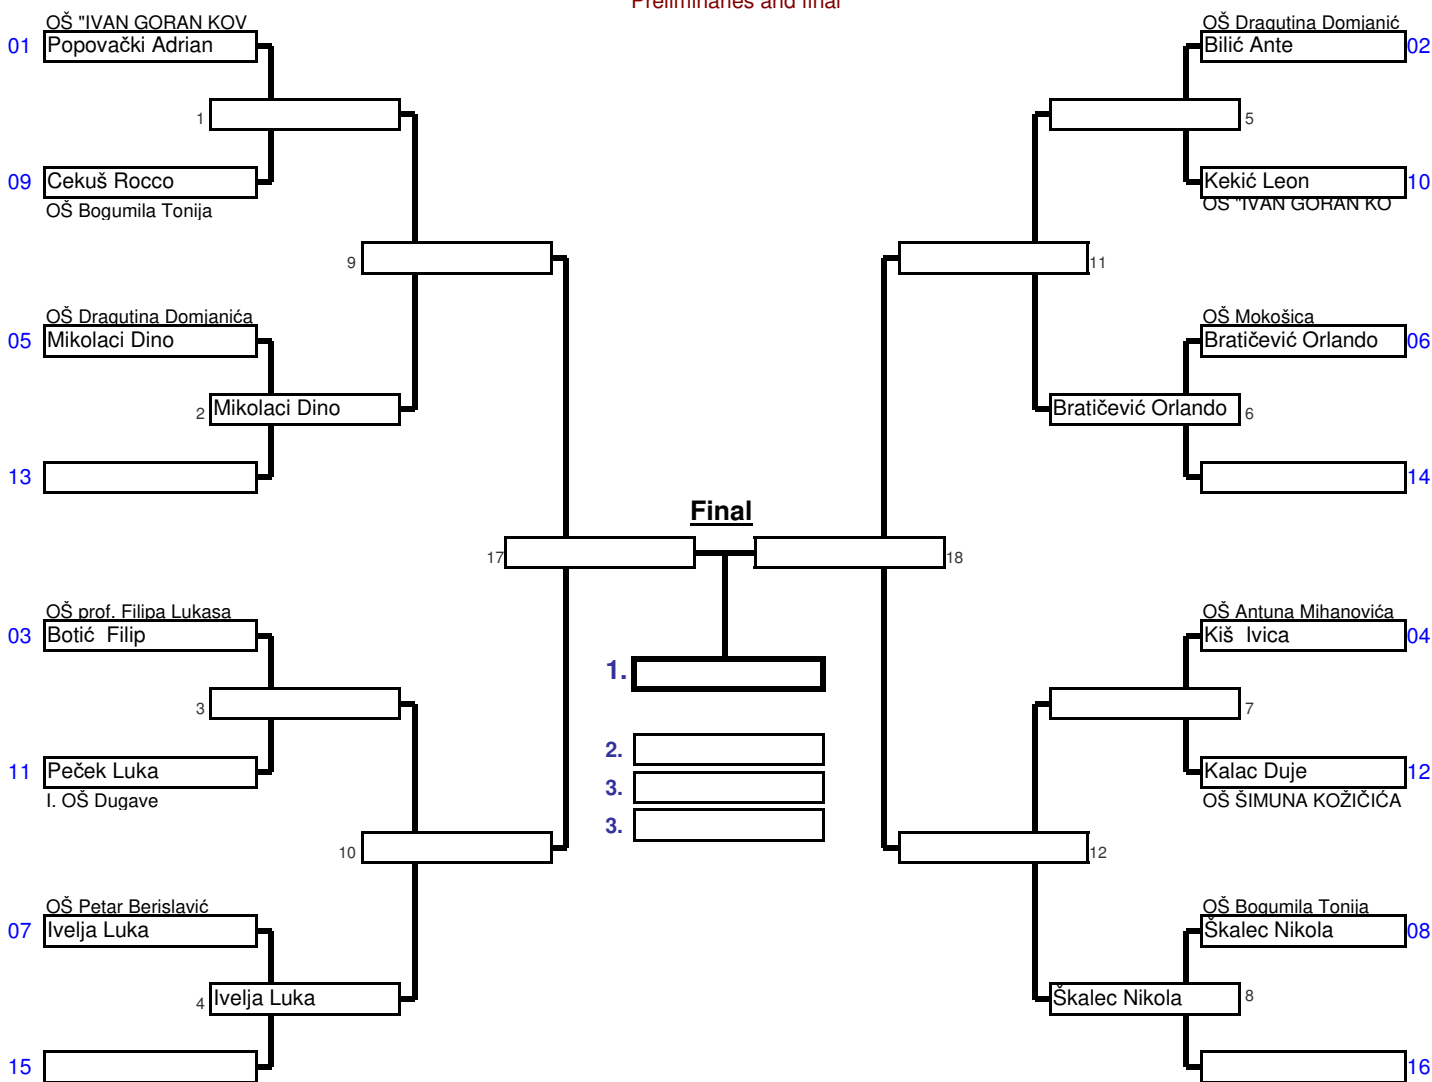 Preliminaries and final
OŠ "IVAN GORAN KOV
01 Popovački Adrian
1
09 Cekuš Rocco
OŠ Bogumila Tonija
9
OŠ Dragutina Domjanića
05 Mikolaci Dino
2 Mikolaci Dino
13
17
OŠ prof. Filipa Lukasa
03 Botić Filip
3
11 Peček Luka
I. OŠ Dugave
10
OŠ Petar Berislavić
07 Ivelja Luka
4 Ivelja Luka
15
Final
1.
2.
3.
3.
OŠ Dragutina Domjanić
Bilić Ante 02
5
Kekić Leon 10
OŠ "IVAN GORAN KO
11
OŠ Mokošica
Bratičević Orlando 06
Bratičević Orlando 6
14
18
OŠ Antuna Mihanovića
Kiš Ivica 04
7
Kalac Duje 12
OŠ ŠIMUNA KOŽIČIĆA
12
OŠ Bogumila Tonija
Škalec Nikola 08
Škalec Nikola 8
16